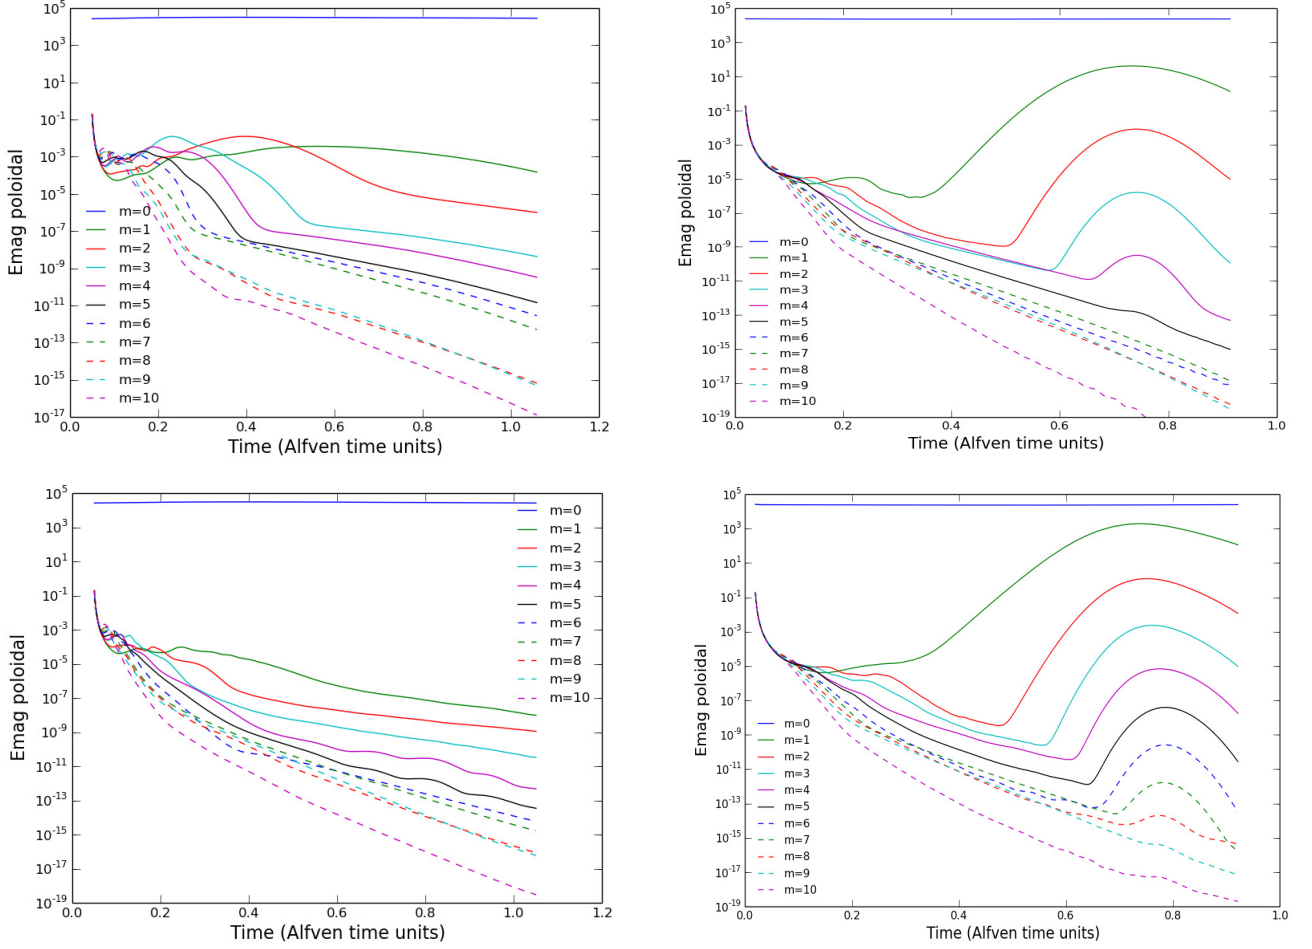 10^5
10^3
10^1
10^-1
10^-3
10^-5
10^-7
10^-9
10^-11
10^-13
10^-15
10^-17
Emag poloidal
m=0
m=1
m=2
m=3
m=4
m=5
m=6
m=7
m=8
m=9
m=10
0.0 0.2 0.4 0.6 0.8 1.0 1.2
Time (Alfven time units)
10^5
10^3
10^1
10^-1
10^-3
10^-5
10^-7
10^-9
10^-11
10^-13
10^-15
10^-17
10^-19
Emag poloidal
m=0
m=1
m=2
m=3
m=4
m=5
m=6
m=7
m=8
m=9
m=10
0.0 0.2 0.4 0.6 0.8 1.0
Time (Alfven time units)
10^5
10^3
10^1
10^-1
10^-3
10^-5
10^-7
10^-9
10^-11
10^-13
10^-15
10^-17
10^-19
Emag poloidal
m=0
m=1
m=2
m=3
m=4
m=5
m=6
m=7
m=8
m=9
m=10
0.0 0.2 0.4 0.6 0.8 1.0 1.2
Time (Alfven time units)
10^5
10^3
10^1
10^-1
10^-3
10^-5
10^-7
10^-9
10^-11
10^-13
10^-15
10^-17
10^-19
Emag poloidal
m=0
m=1
m=2
m=3
m=4
m=5
m=6
m=7
m=8
m=9
m=10
0.0 0.2 0.4 0.6 0.8 1.0
Time (Alfven time units)